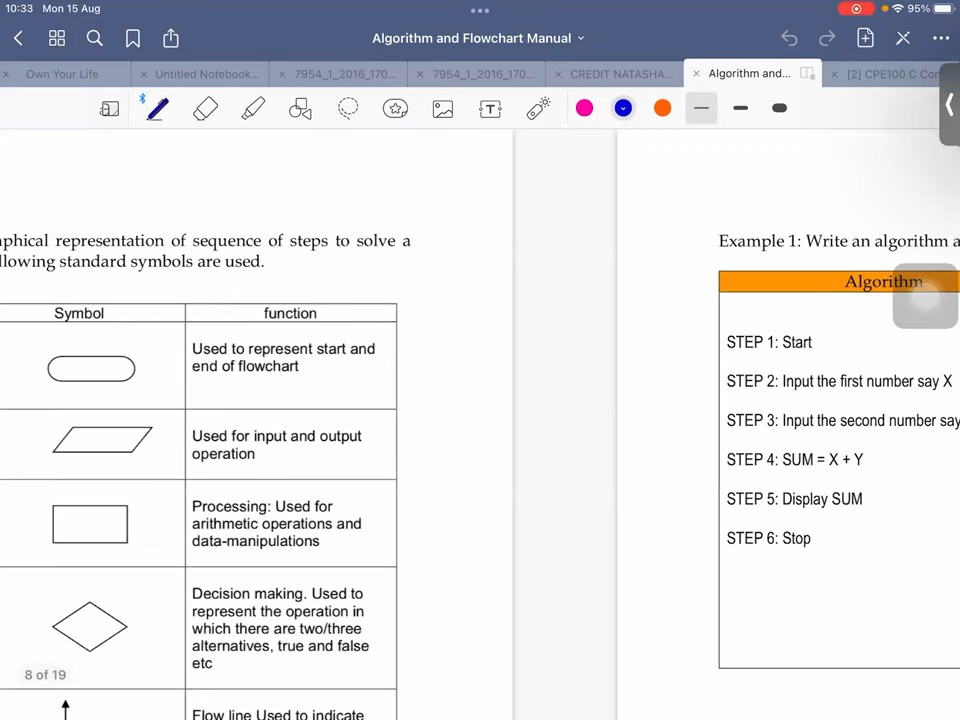 10:33 Mon 15 Aug
95%
Algorithm and Flowchart Manual
Own Your Life
Untitled Notebook...
7954_1_2016_170...
7954_1_2016_170...
CREDIT NATASHA...
Algorithm and...
[2] CPE100 C Con
T
aphical representation of sequence of steps to solve a
llowing standard symbols are used.
Symbol
function
Used to represent start and
end of flowchart
Used for input and output
operation
Processing: Used for
arithmetic operations and
data-manipulations
Decision making. Used to
represent the operation in
which there are two/three
alternatives, true and false
etc
Flow line Used to indicate
8 of 19
Example 1: Write an algorithm a
Algorithm
STEP 1: Start
STEP 2: Input the first number say X
STEP 3: Input the second number say
STEP 4: SUM = X + Y
STEP 5: Display SUM
STEP 6: Stop